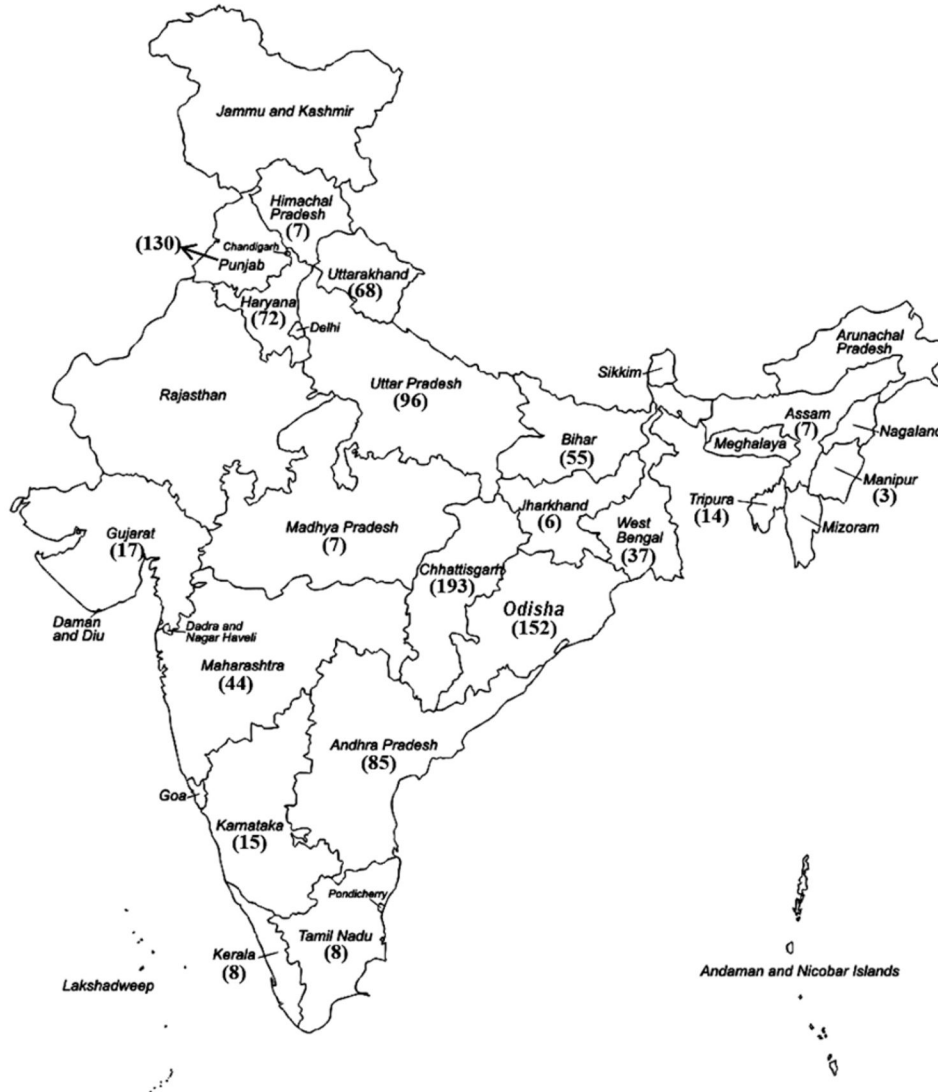 Jammu and Kashmir
Himachal
Pradesh
(7)
(130)
Chandigarh
Punjab
Uttarakhand
(68)
Haryana
(72)
Delhi
Arunachal
Pradesh
Sikkim
Rajasthan
Uttar Pradesh
(96)
Assam
(7)
Nagaland
Bihar
(55)
Meghalaya
Manipur
(3)
Tripura
(14)
Mizoram
Jharkhand
(6)
West
Bengal
(37)
Gujarat
(17)
Madhya Pradesh
(7)
Chhattisgarh
(193)
Odisha
(152)
Daman
and Diu
Dadra and
Nagar Haveli
Maharashtra
(44)
Andhra Pradesh
(85)
Goa
Karnataka
(15)
Pondicherry
Tamil Nadu
(8)
Kerala
(8)
Lakshadweep
Andaman and Nicobar Islands